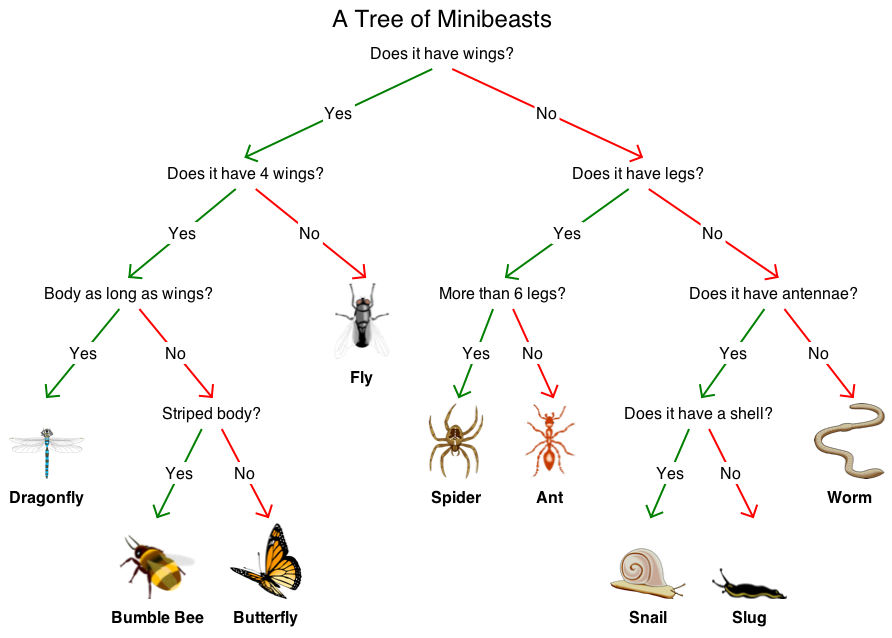 A Tree of Minibeasts
Does it have wings?
Yes
No
Does it have 4 wings?
Does it have legs?
Yes
No
Yes
No
Body as long as wings?
More than 6 legs?
Does it have antennae?
Yes
No
Fly
Yes
No
Yes
No
Striped body?
Does it have a shell?
Yes
No
Yes
No
Dragonfly
Spider
Ant
Worm
Bumble Bee
Butterfly
Snail
Slug